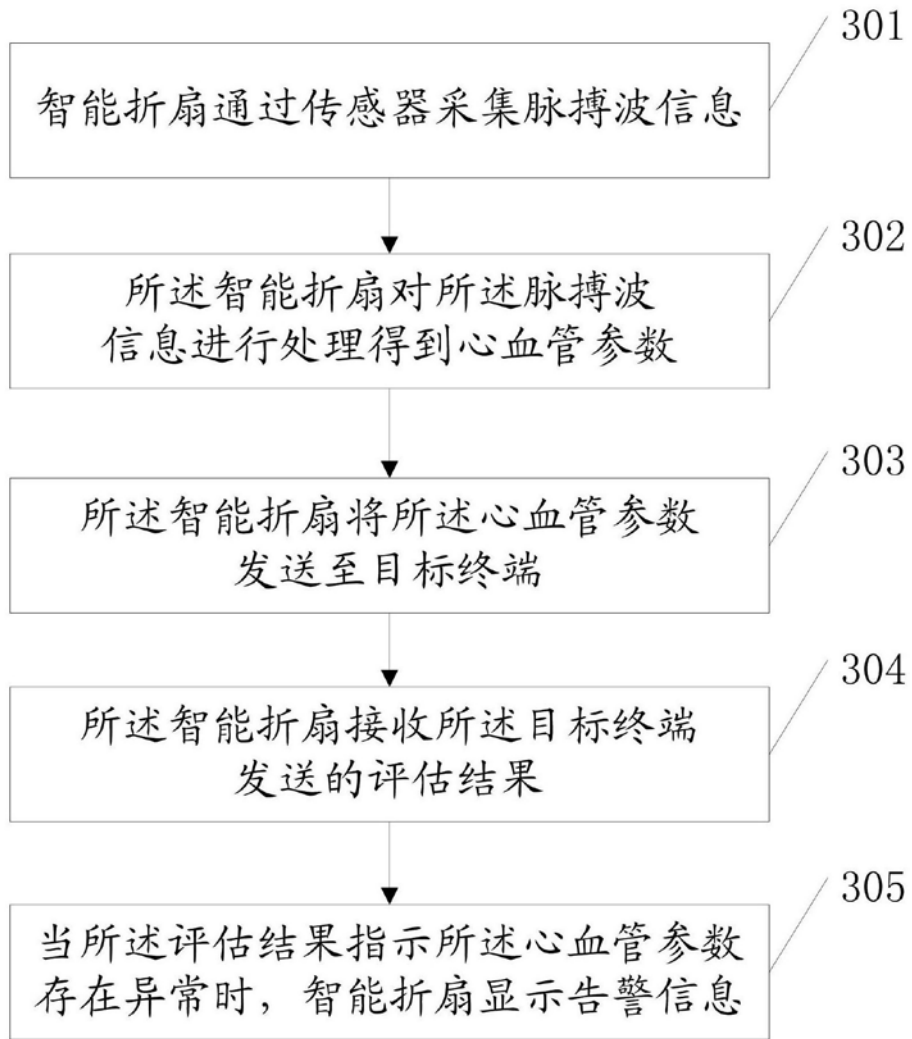 301
智能折扇通过传感器采集脉搏波信息
302
所述智能折扇对所述脉搏波
信息进行处理得到心血管参数
303
所述智能折扇将所述心血管参数
发送至目标终端
304
所述智能折扇接收所述目标终端
发送的评估结果
305
当所述评估结果指示所述心血管参数
存在异常时，智能折扇显示告警信息